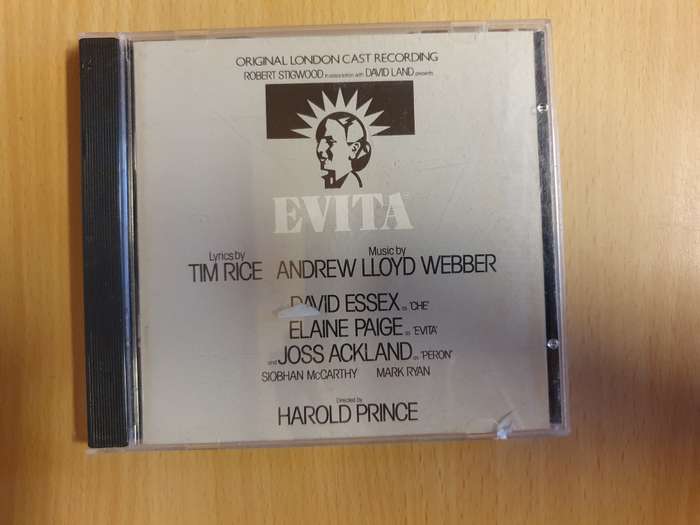 ORIGINAL LONDON CAST RECORDING
ROBERT STIGWOOD in association with DAVID LAND presents
EVITA
Lyrics by
TIM RICE
Music by
ANDREW LLOYD WEBBER
DAVID ESSEX as 'CHE'
ELAINE PAIGE as 'EVITA'
and JOSS ACKLAND as 'PERON'
SIOBHAN McCARTHY MARK RYAN
Directed by
HAROLD PRINCE